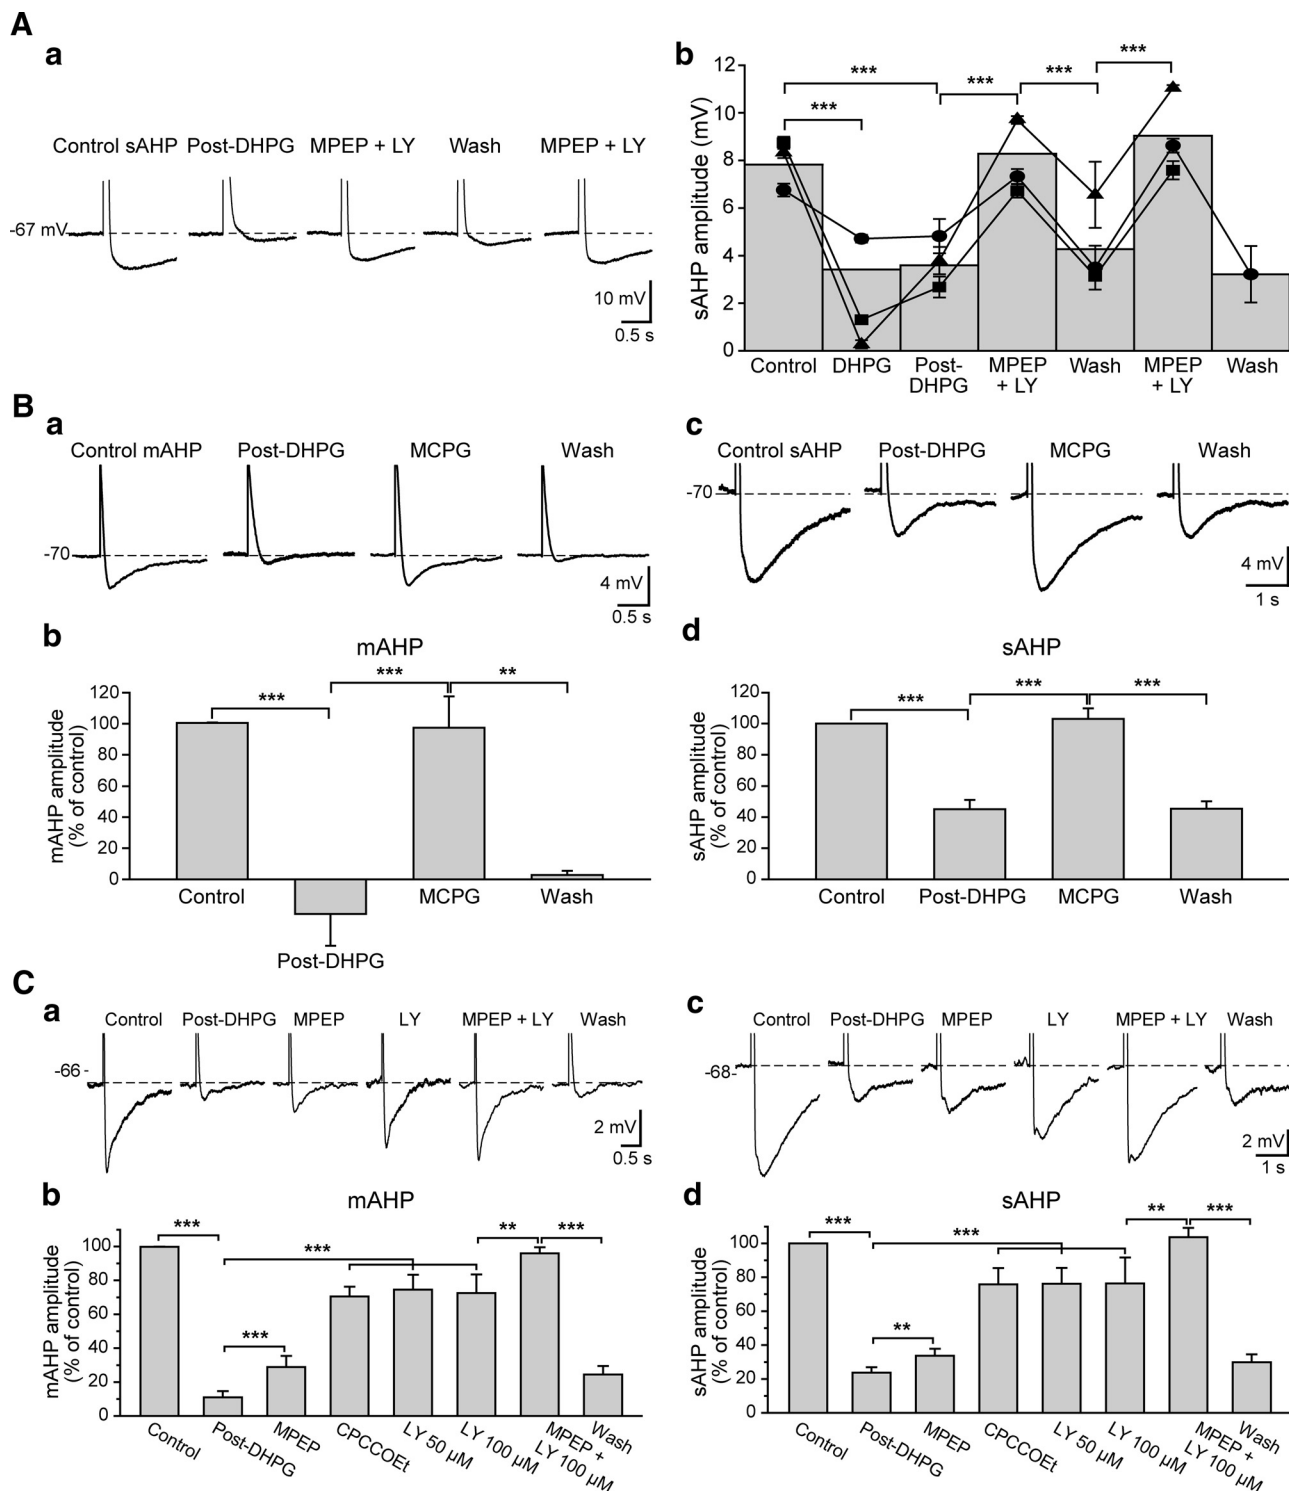 A
a
Control sAHP Post-DHPG MPEP + LY Wash MPEP + LY
-67 mV
10 mV
0.5 s
b
sAHP amplitude (mV)
12
10
8
6
4
2
0
*** *** *** *** ***
Control DHPG Post-DHPG MPEP + LY Wash MPEP + LY Wash
B
a
Control mAHP Post-DHPG MCPG Wash
-70
4 mV
0.5 s
b
mAHP
mAHP amplitude
(% of control)
120
100
80
60
40
20
0
*** *** **
Control MCPG Wash
Post-DHPG
c
Control sAHP Post-DHPG MCPG Wash
-70
4 mV
1 s
d
sAHP
sAHP amplitude
(% of control)
120
100
80
60
40
20
0
*** *** ***
Control Post-DHPG MCPG Wash
C
a
Control Post-DHPG MPEP LY MPEP + LY Wash
-66
2 mV
0.5 s
b
mAHP
mAHP amplitude
(% of control)
100
80
60
40
20
0
*** *** *** ** ***
Control
Post-DHPG
MPEP
CPCCOEt
LY 50 μM
LY 100 μM
MPEP +
LY 100 μM
Wash
c
Control Post-DHPG MPEP LY MPEP + LY Wash
-68
2 mV
1 s
d
sAHP
sAHP amplitude
(% of control)
100
80
60
40
20
0
*** ** *** ** ***
Control
Post-DHPG
MPEP
CPCCOEt
LY 50 μM
LY 100 μM
MPEP +
LY 100 μM
Wash